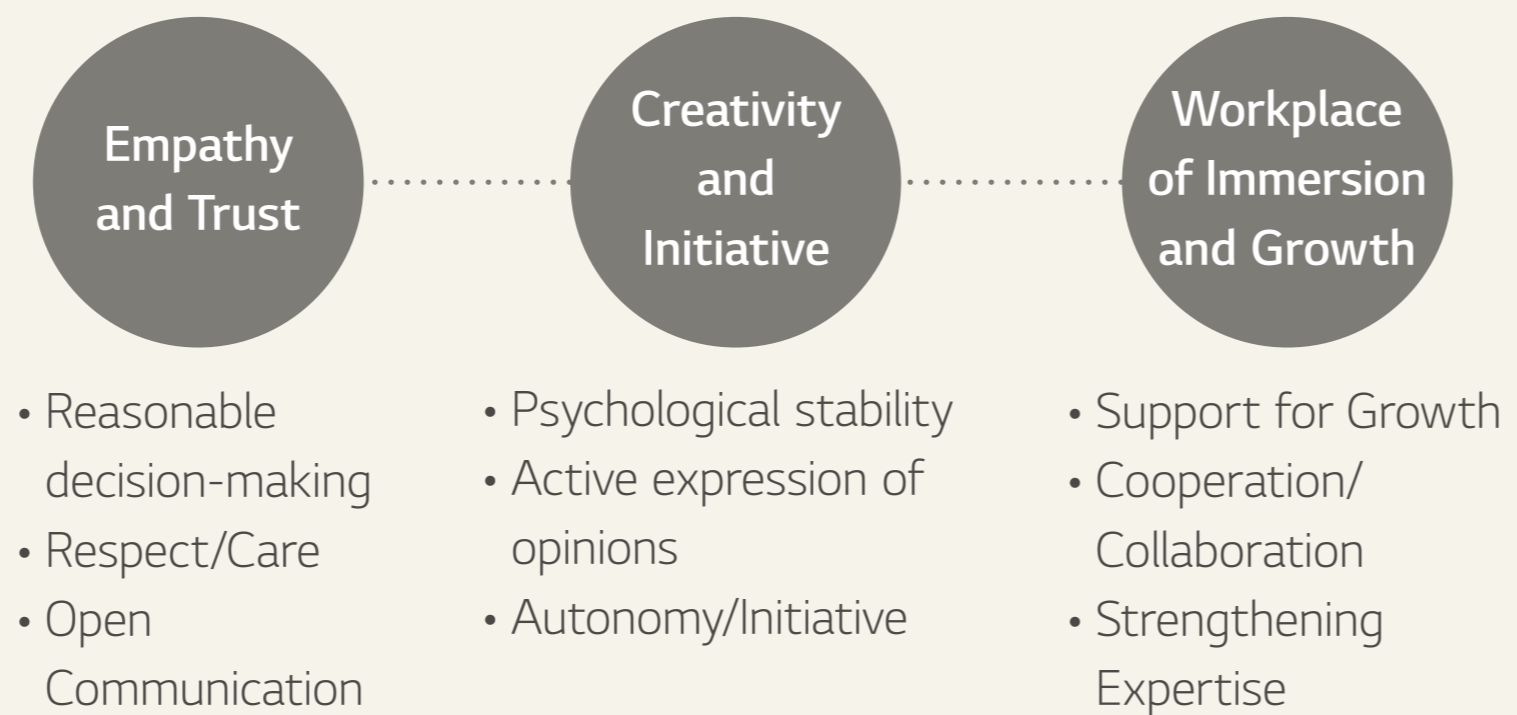 Empathy
and Trust
Creativity
and
Initiative
Workplace
of Immersion
and Growth
• Reasonable
decision-making
• Respect/Care
• Open
Communication
• Psychological stability
• Active expression of
opinions
• Autonomy/Initiative
• Support for Growth
• Cooperation/
Collaboration
• Strengthening
Expertise